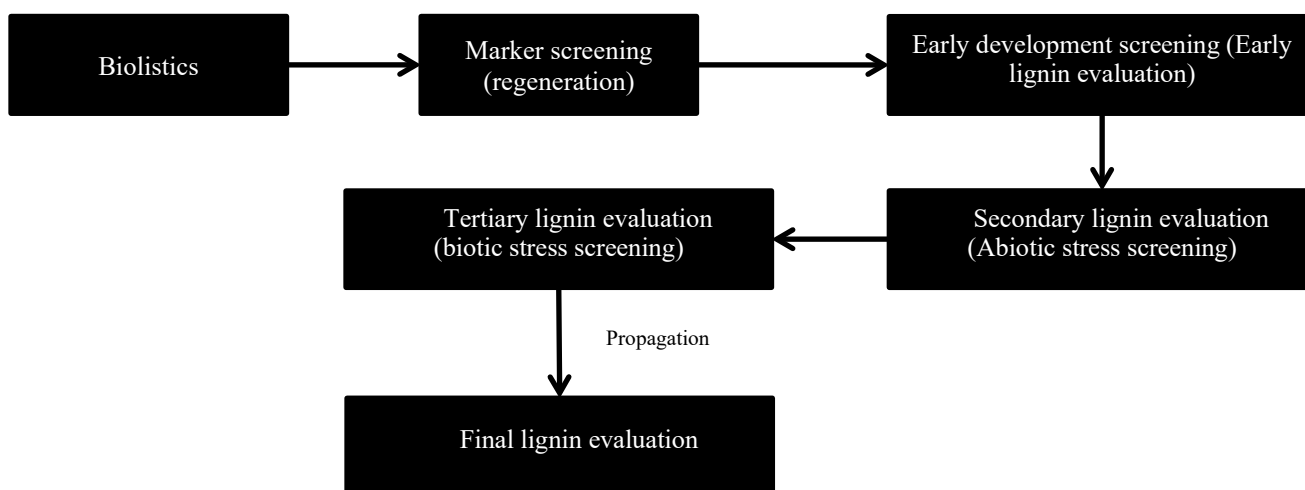 Biolistics
Marker screening
(regeneration)
Early development screening (Early
lignin evaluation)
Secondary lignin evaluation
(Abiotic stress screening)
Tertiary lignin evaluation
(biotic stress screening)
Propagation
Final lignin evaluation